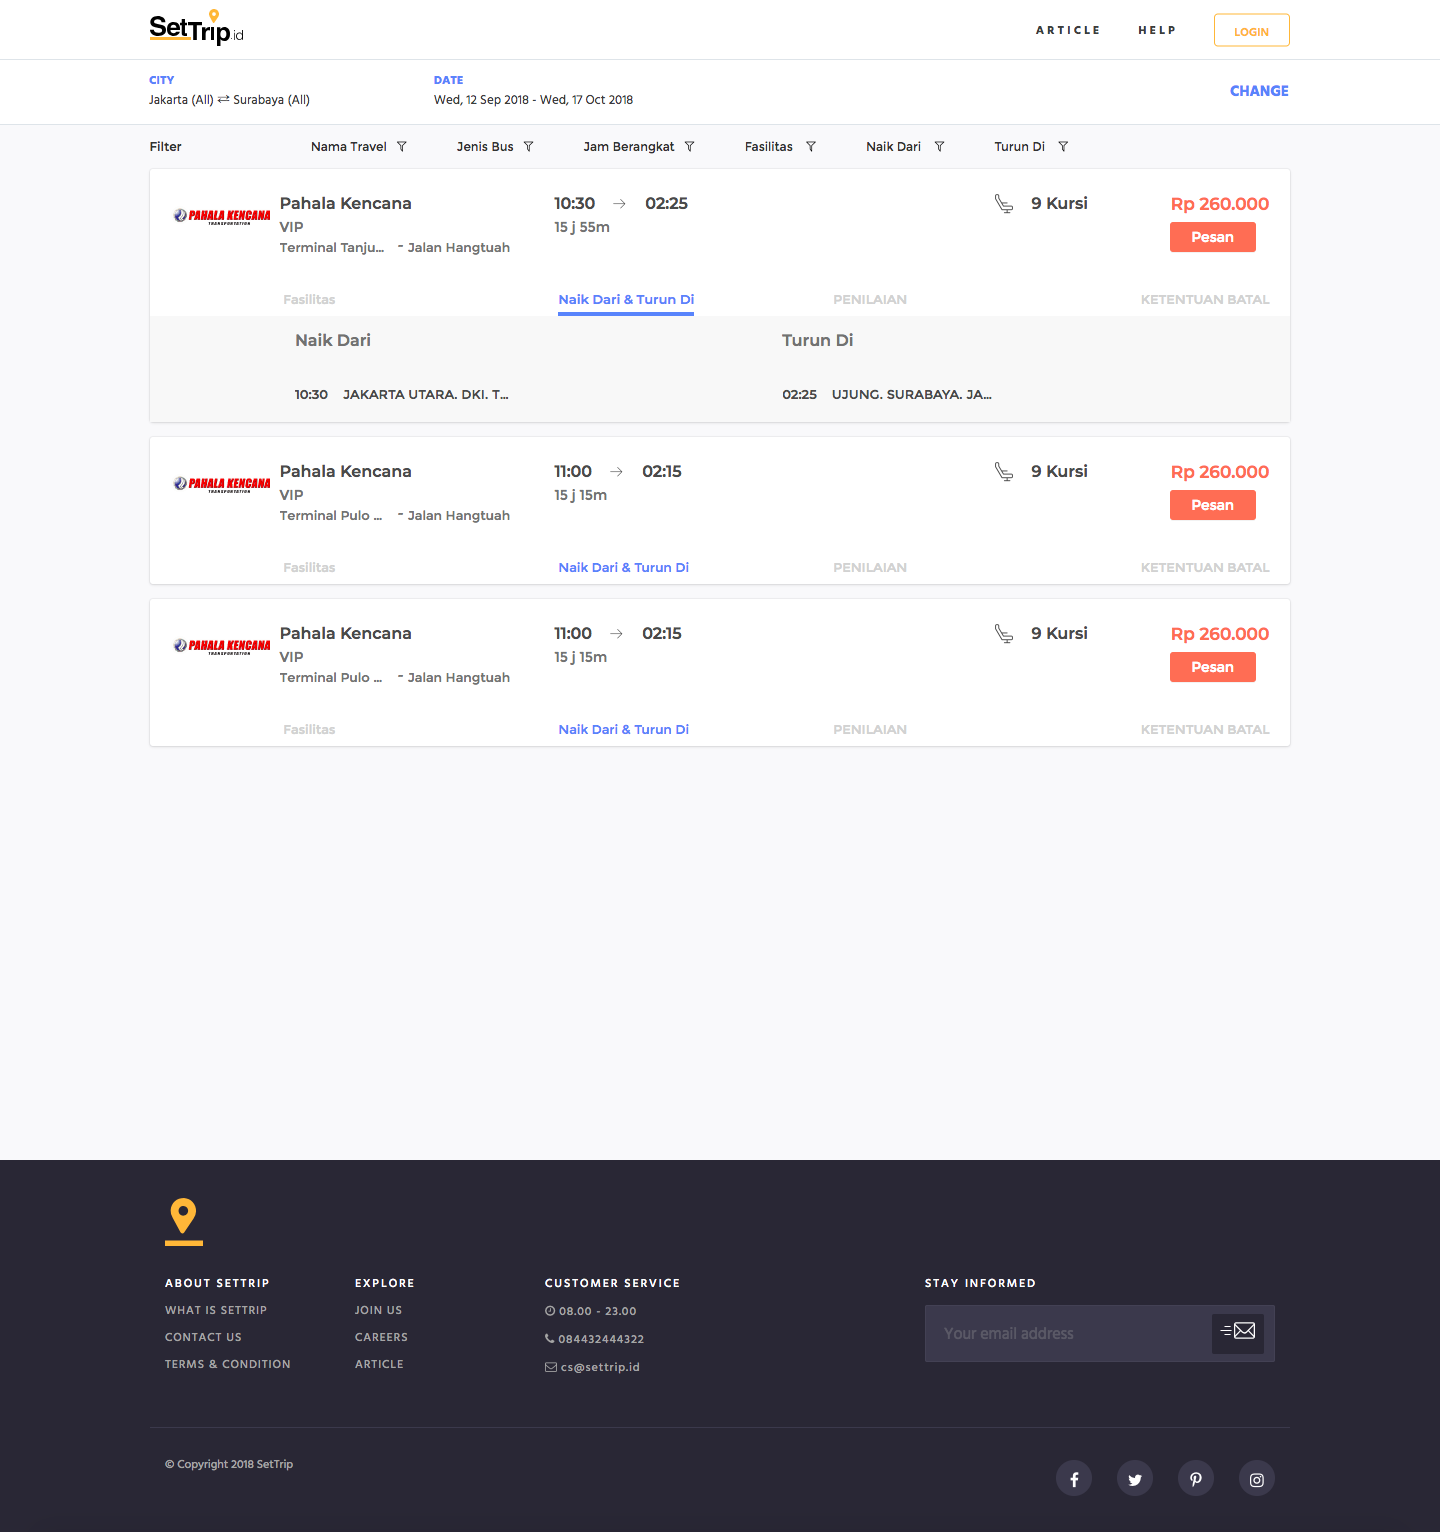 SetTrip.id
ARTICLE HELP LOGIN
CITY DATE
CHANGE
Jakarta (All) ⇄ Surabaya (All) Wed, 12 Sep 2018 - Wed, 17 Oct 2018
Filter Nama Travel Jenis Bus Jam Berangkat Fasilitas Naik Dari Turun Di
PAHALA KENCANA
TRANSPORTATION
Pahala Kencana 10:30 → 02:25 9 Kursi Rp 260.000
VIP 15 j 55m Pesan
Terminal Tanju... - Jalan Hangtuah
Fasilitas Naik Dari & Turun Di PENILAIAN KETENTUAN BATAL
Naik Dari Turun Di
10:30 JAKARTA UTARA. DKI. T... 02:25 UJUNG. SURABAYA. JA...
PAHALA KENCANA
TRANSPORTATION
Pahala Kencana 11:00 → 02:15 9 Kursi Rp 260.000
VIP 15 j 15m Pesan
Terminal Pulo ... - Jalan Hangtuah
Fasilitas Naik Dari & Turun Di PENILAIAN KETENTUAN BATAL
PAHALA KENCANA
TRANSPORTATION
Pahala Kencana 11:00 → 02:15 9 Kursi Rp 260.000
VIP 15 j 15m Pesan
Terminal Pulo ... - Jalan Hangtuah
Fasilitas Naik Dari & Turun Di PENILAIAN KETENTUAN BATAL
ABOUT SETTRIP EXPLORE CUSTOMER SERVICE STAY INFORMED
WHAT IS SETTRIP JOIN US 08.00 - 23.00
Your email address
CONTACT US CAREERS 084432444322
TERMS & CONDITION ARTICLE cs@settrip.id
© Copyright 2018 SetTrip